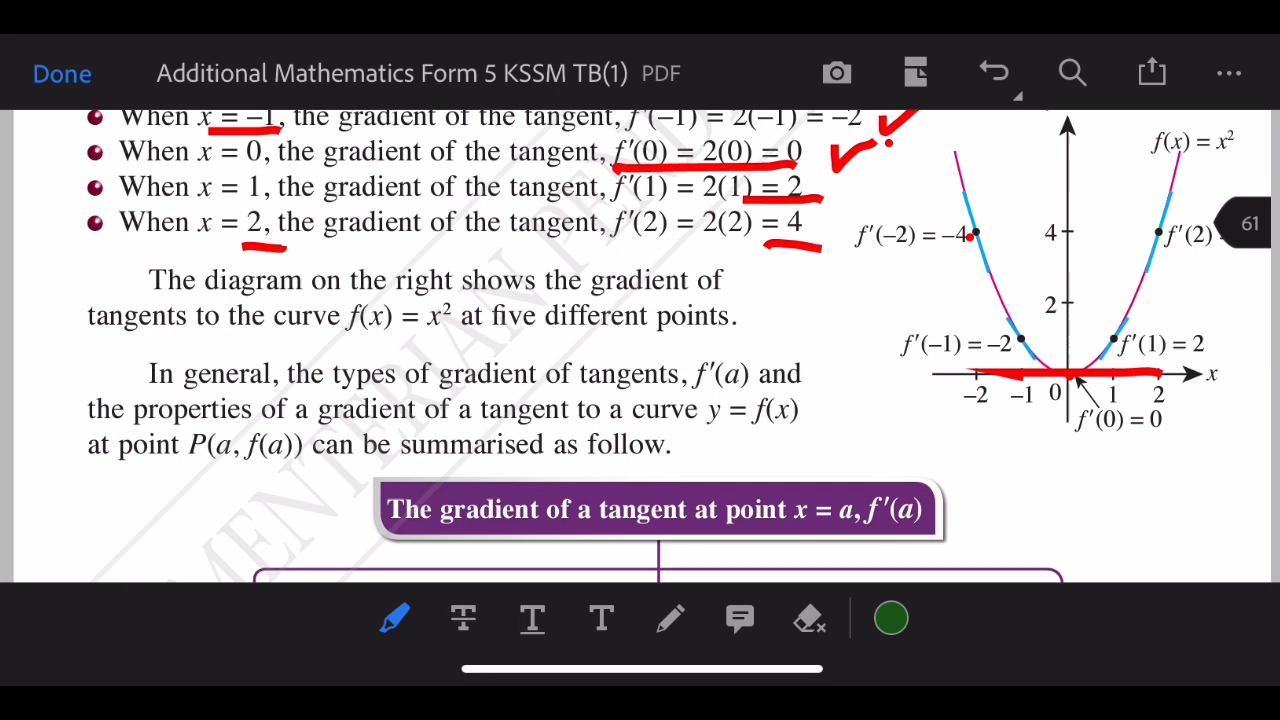 Done
Additional Mathematics Form 5 KSSM TB(1) PDF
When x = –1, the gradient of the tangent, f′(–1) = 2(–1) = –2
When x = 0, the gradient of the tangent, f′(0) = 2(0) = 0
When x = 1, the gradient of the tangent, f′(1) = 2(1) = 2
When x = 2, the gradient of the tangent, f′(2) = 2(2) = 4
The diagram on the right shows the gradient of
tangents to the curve f(x) = x² at five different points.
In general, the types of gradient of tangents, f′(a) and
the properties of a gradient of a tangent to a curve y = f(x)
at point P(a, f(a)) can be summarised as follow.
The gradient of a tangent at point x = a, f′(a)
f(x) = x²
61
f′(–2) = –4
4
f′(2)
2
f′(–1) = –2
f′(1) = 2
x
–2 –1 0 1 2
f′(0) = 0
T T T